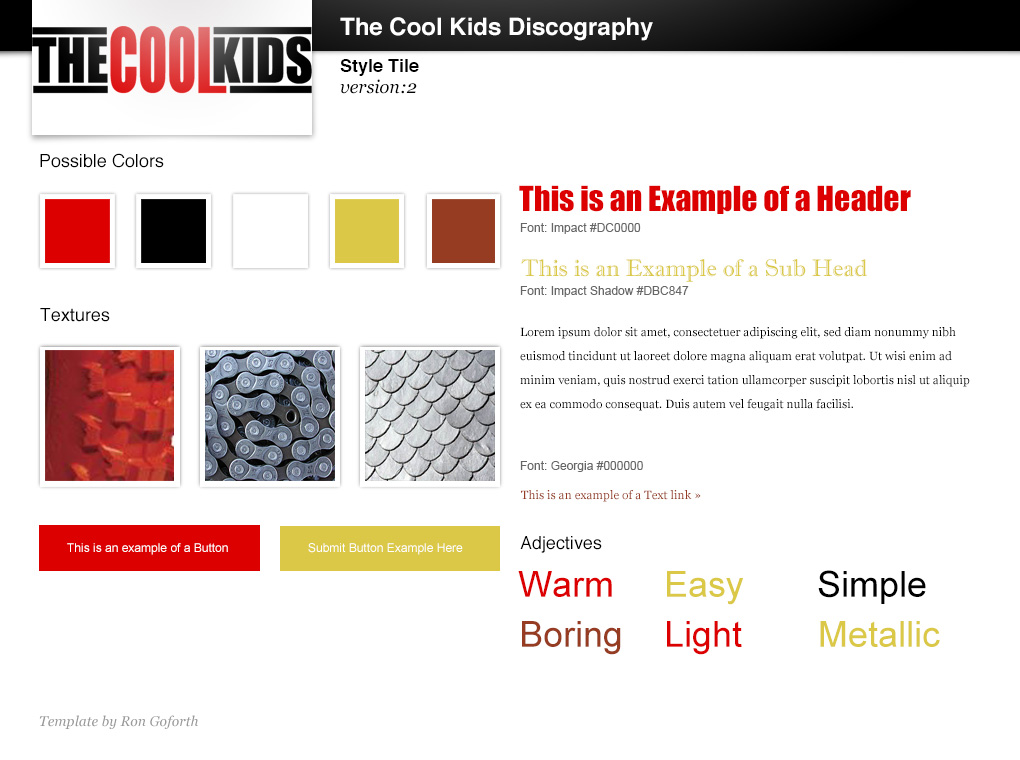 THECOOLKIDS
The Cool Kids Discography
Style Tile
version:2
Possible Colors
Textures
This is an example of a Button
Submit Button Example Here
This is an Example of a Header
Font: Impact #DC0000
This is an Example of a Sub Head
Font: Impact Shadow #DBC847
Lorem ipsum dolor sit amet, consectetuer adipiscing elit, sed diam nonummy nibh
euismod tincidunt ut laoreet dolore magna aliquam erat volutpat. Ut wisi enim ad
minim veniam, quis nostrud exerci tation ullamcorper suscipit lobortis nisl ut aliquip
ex ea commodo consequat. Duis autem vel feugait nulla facilisi.
Font: Georgia #000000
This is an example of a Text link »
Adjectives
Warm Easy Simple
Boring Light Metallic
Template by Ron Goforth